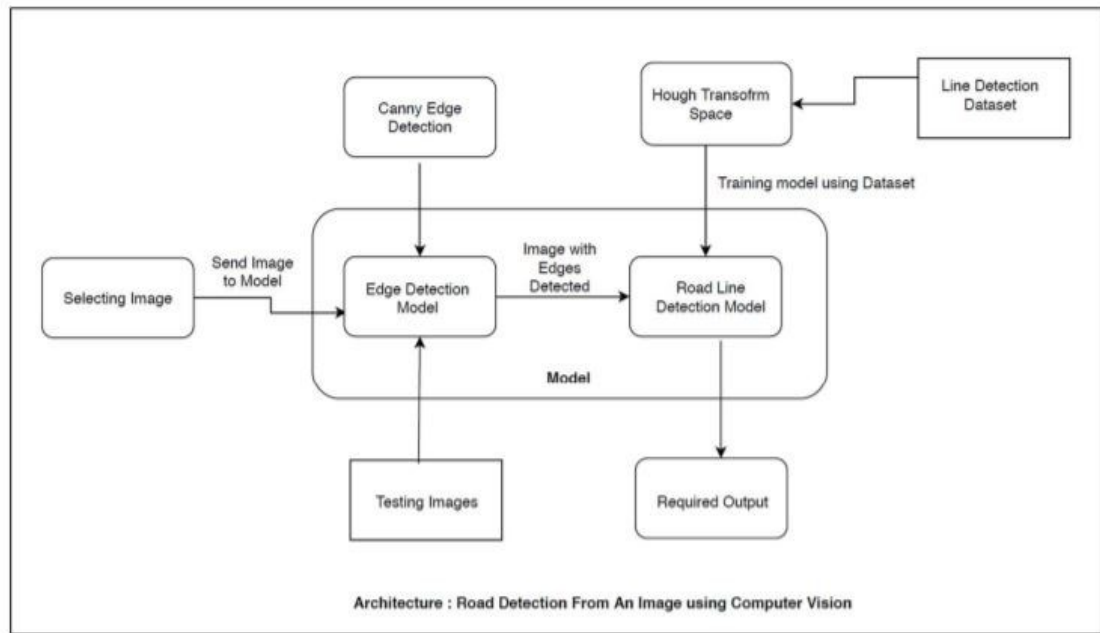 Canny Edge
Detection
Hough Transofrm
Space
Line Detection
Dataset
Training model using Dataset
Selecting Image
Send Image
to Model
Edge Detection
Model
Image with
Edges
Detected
Road Line
Detection Model
Model
Testing Images
Required Output
Architecture : Road Detection From An Image using Computer Vision